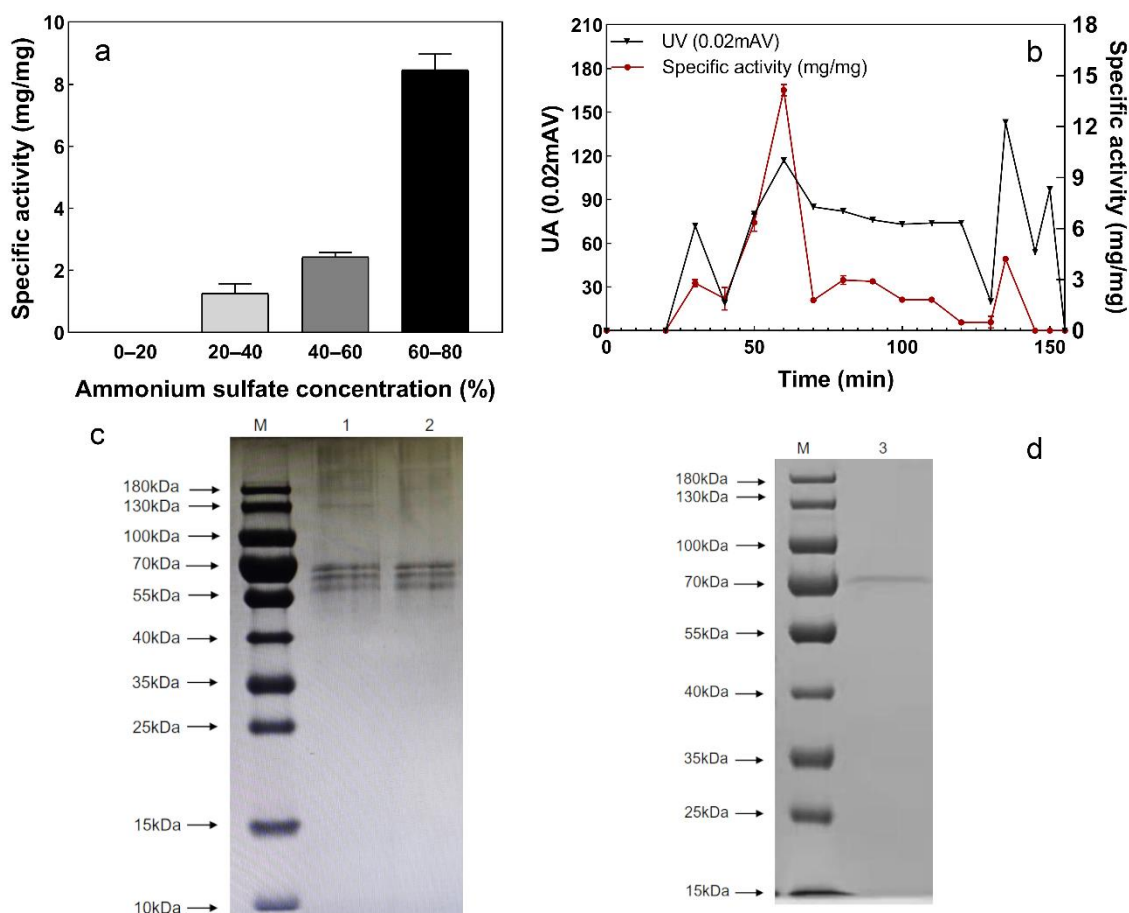 a
Specific activity (mg/mg)
10
8
6
4
2
0
0–20 20–40 40–60 60–80
Ammonium sulfate concentration (%)
b
UV (0.02mAV)
Specific activity (mg/mg)
UA (0.02mAV)
210
180
150
120
90
60
30
0
0 50 100 150
Time (min)
18
15
12
9
6
3
0
Specific activity (mg/mg)
c
M 1 2
180kDa
130kDa
100kDa
70kDa
55kDa
40kDa
35kDa
25kDa
15kDa
10kDa
d
M 3
180kDa
130kDa
100kDa
70kDa
55kDa
40kDa
35kDa
25kDa
15kDa